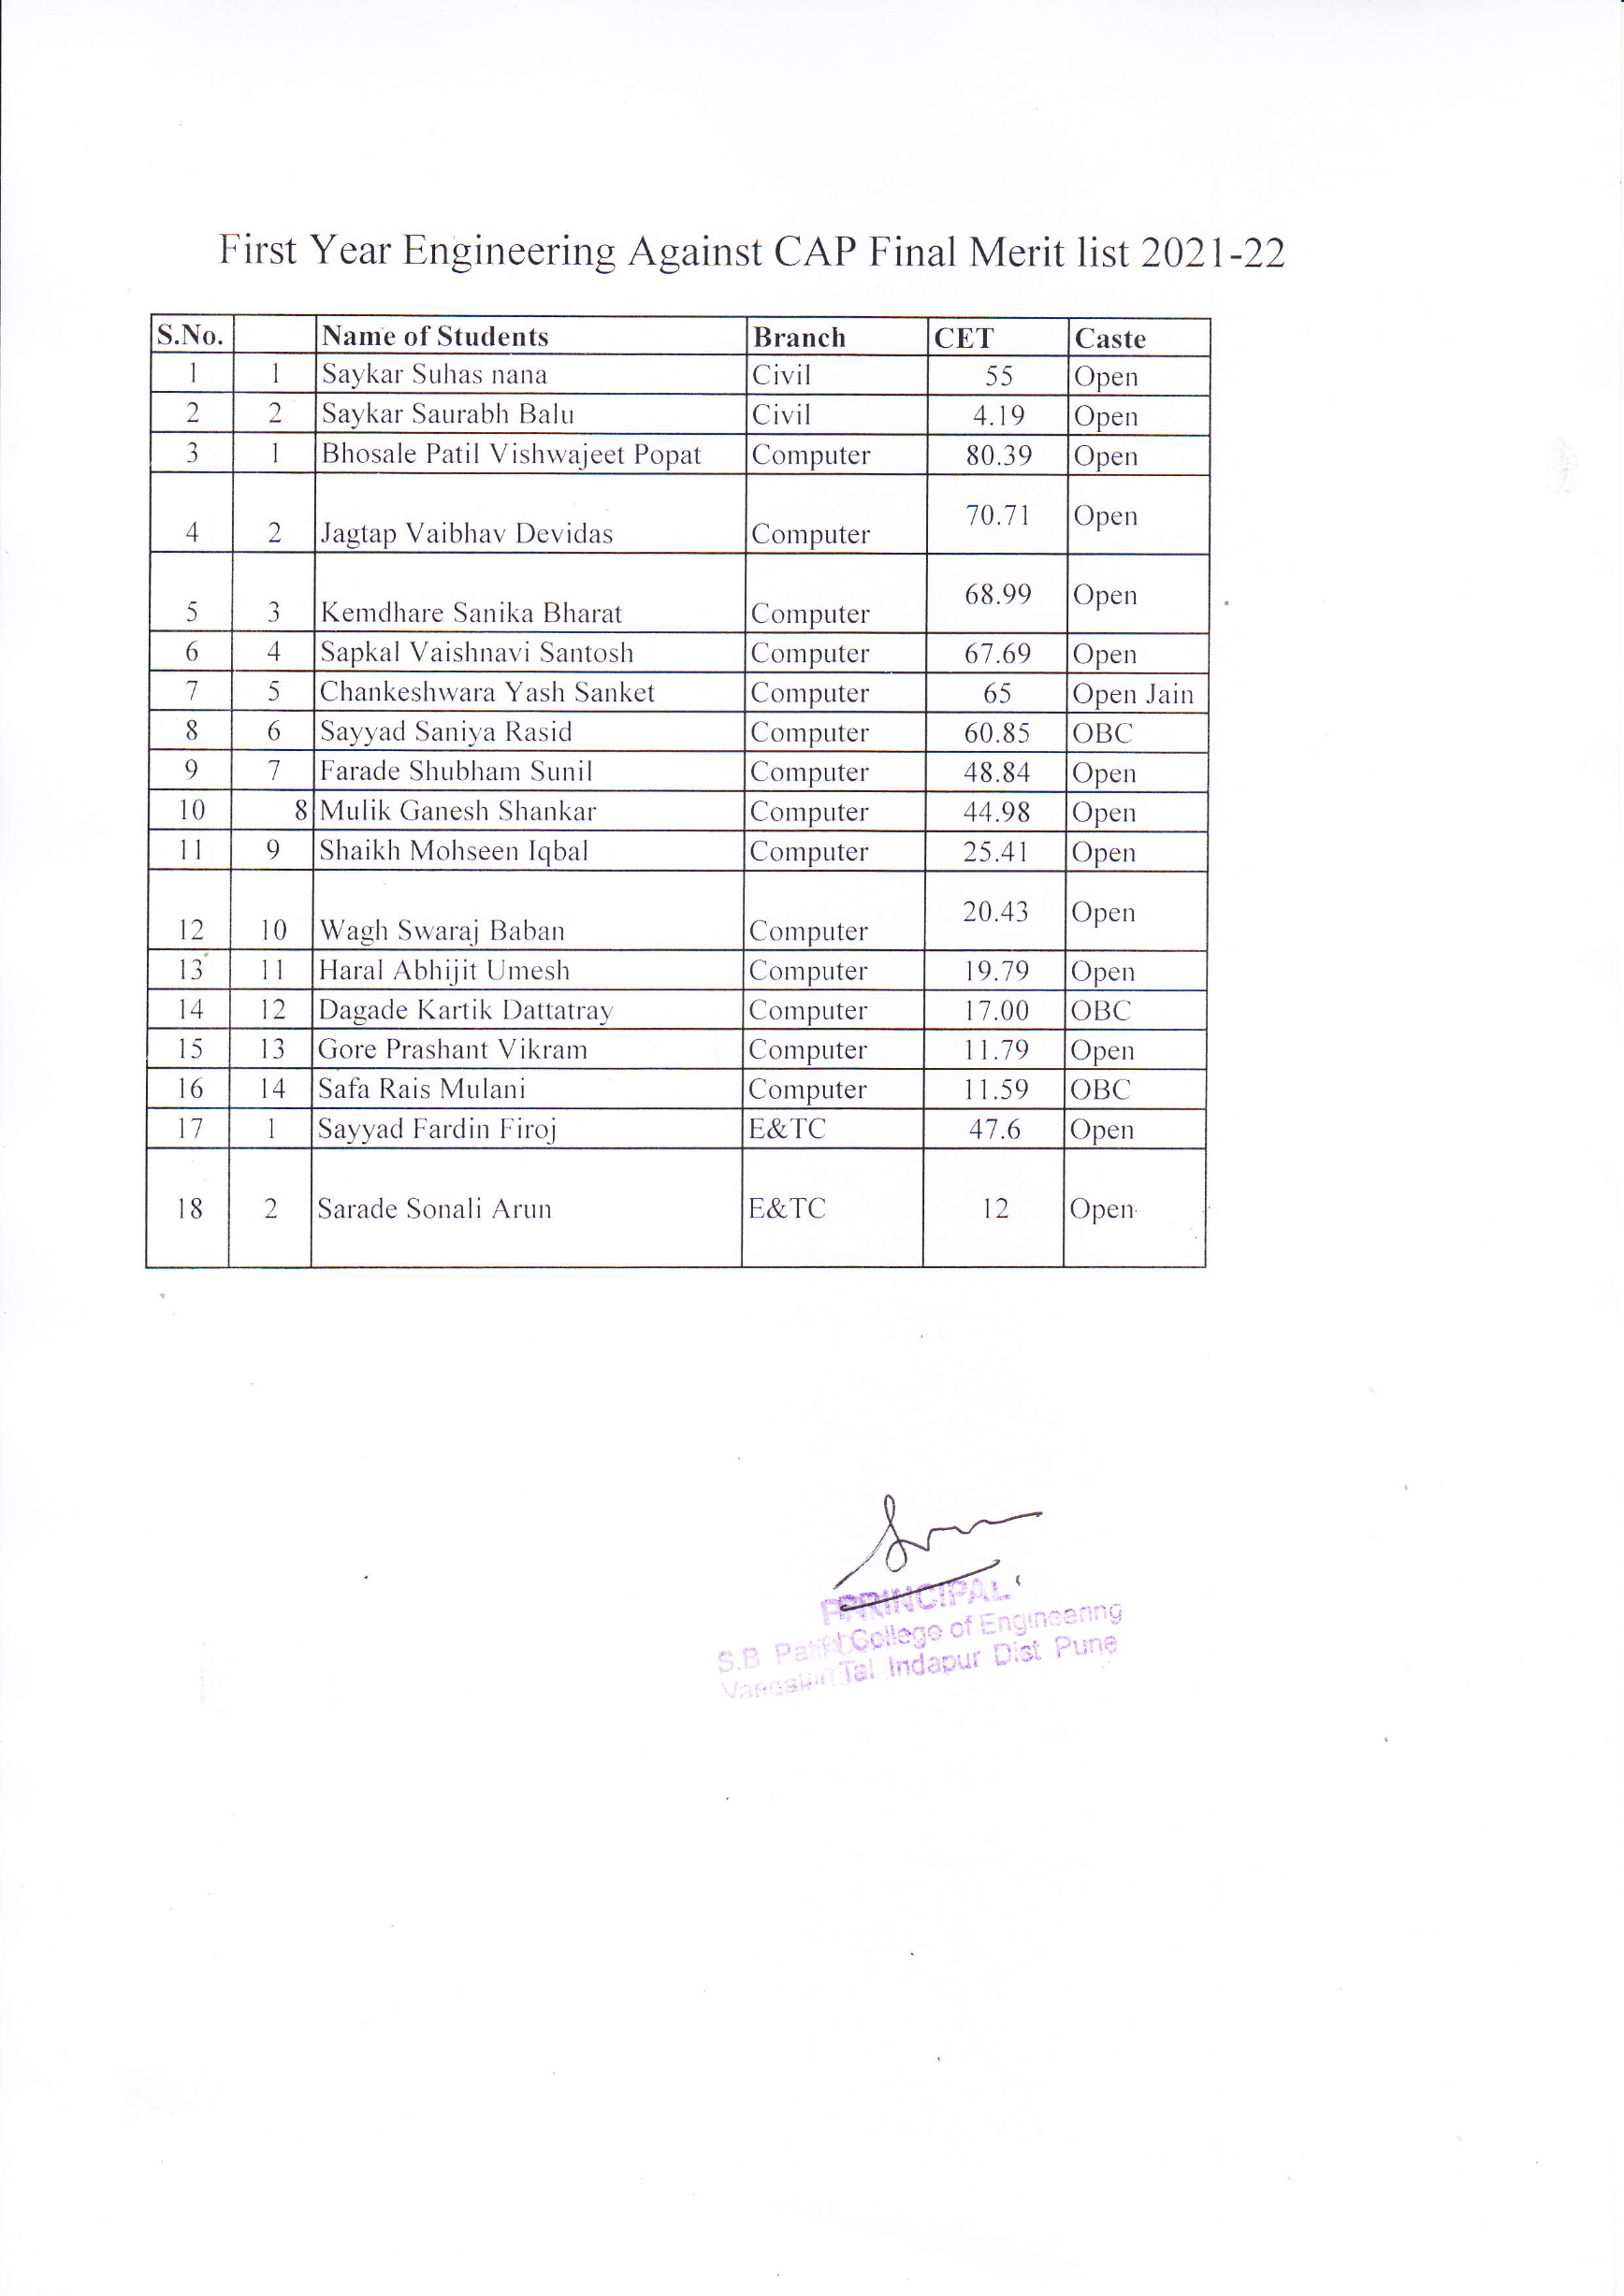 First Year Engineering Against CAP Final Merit list 2021-22
S.No. Name of Students Branch CET Caste
1 1 Saykar Suhas nana Civil 55 Open
2 2 Saykar Saurabh Balu Civil 4.19 Open
3 1 Bhosale Patil Vishwajeet Popat Computer 80.39 Open
4 2 Jagtap Vaibhav Devidas Computer 70.71 Open
5 3 Kemdhare Sanika Bharat Computer 68.99 Open
6 4 Sapkal Vaishnavi Santosh Computer 67.69 Open
7 5 Chankeshwara Yash Sanket Computer 65 Open Jain
8 6 Sayyad Saniya Rasid Computer 60.85 OBC
9 7 Farade Shubham Sunil Computer 48.84 Open
10 8 Mulik Ganesh Shankar Computer 44.98 Open
11 9 Shaikh Mohseen Iqbal Computer 25.41 Open
12 10 Wagh Swaraj Baban Computer 20.43 Open
13 11 Haral Abhijit Umesh Computer 19.79 Open
14 12 Dagade Kartik Dattatray Computer 17.00 OBC
15 13 Gore Prashant Vikram Computer 11.79 Open
16 14 Safa Rais Mulani Computer 11.59 OBC
17 1 Sayyad Fardin Firoj E&TC 47.6 Open
18 2 Sarade Sonali Arun E&TC 12 Open
PRINCIPAL
S.B Patil College of Engineering
Tal Indapur Dist Pune